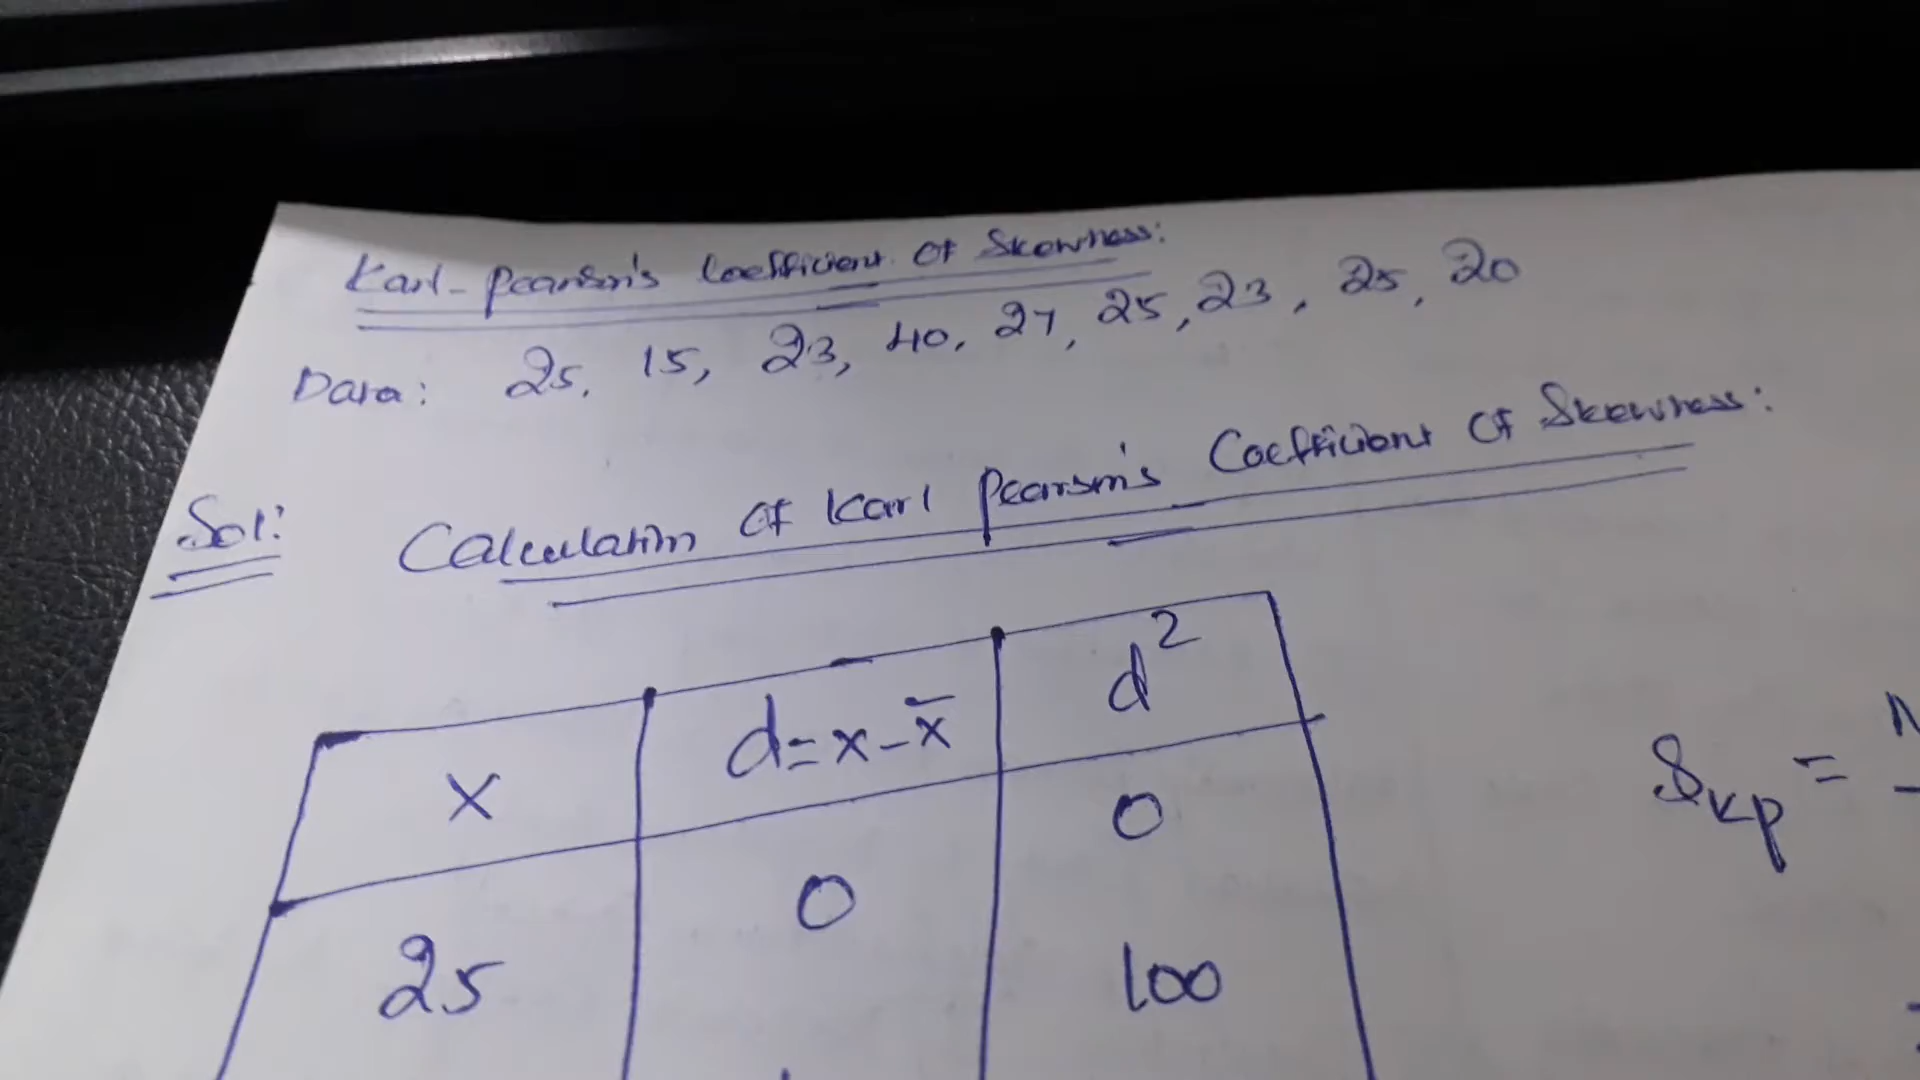 Karl-Pearson's Coefficient Of Skewness:
Data: 25, 15, 23, 40, 27, 25, 23, 25, 20
Sol: Calculation Of Karl Pearson's Coefficient Of Skewness:
x d=x-x̄ d²
25 0 0
100
Skp =